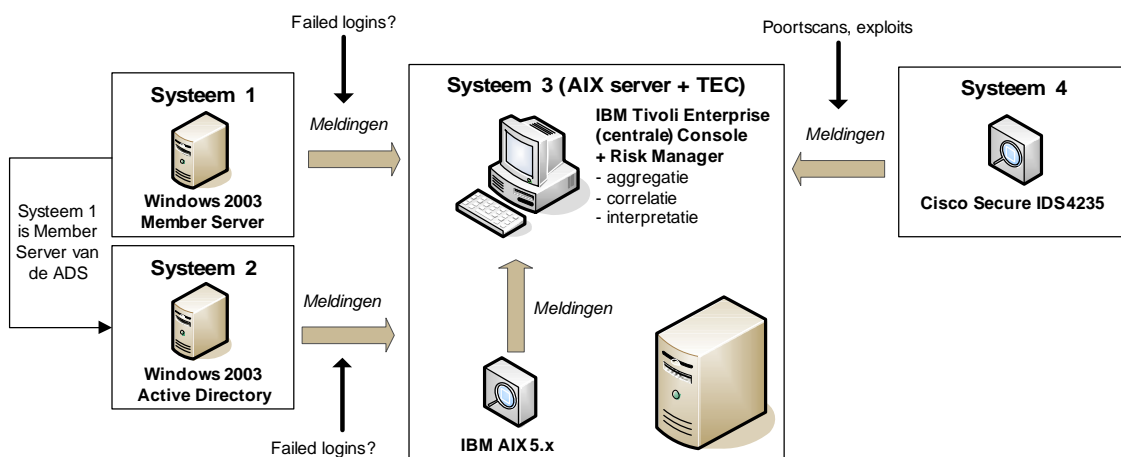 Failed logins?
Poortscans, exploits
Systeem 1
Windows 2003
Member Server
Meldingen
Systeem 1
is Member
Server van
de ADS
Systeem 2
Windows 2003
Active Directory
Meldingen
Failed logins?
Systeem 3 (AIX server + TEC)
IBM Tivoli Enterprise
(centrale) Console
+ Risk Manager
- aggregatie
- correlatie
- interpretatie
Meldingen
IBM AIX 5.x
Meldingen
Systeem 4
Cisco Secure IDS 4235